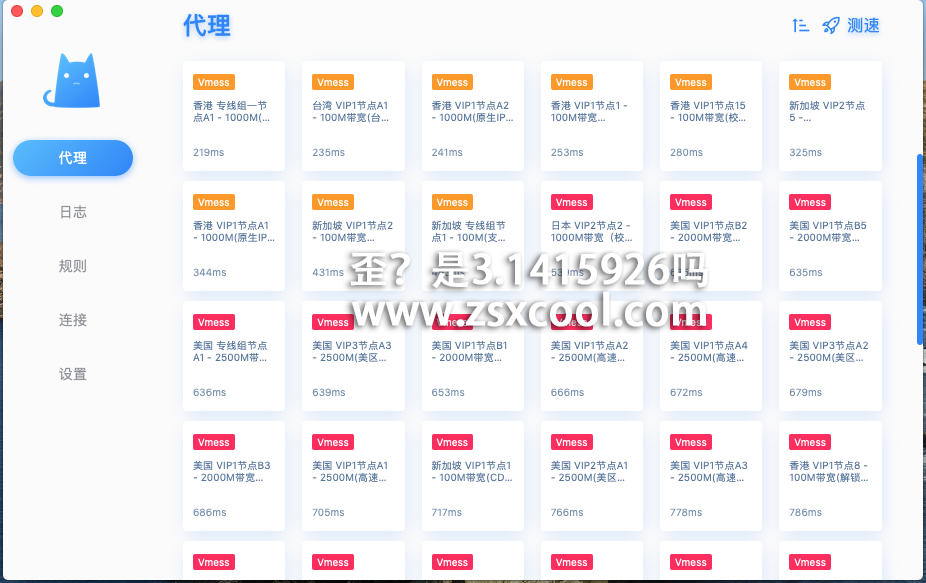 代理
测速
代理
日志
规则
连接
设置
Vmess
香港 专线组一节
点A1 - 1000M(...
219ms
Vmess
台湾 VIP1节点A1
- 100M带宽(台...
235ms
Vmess
香港 VIP1节点A2
- 1000M(原生IP...
241ms
Vmess
香港 VIP1节点1 -
100M带宽...
253ms
Vmess
香港 VIP1节点15
- 100M带宽(校...
280ms
Vmess
新加坡 VIP2节点
5 -...
325ms
Vmess
香港 VIP1节点A1
- 1000M(原生IP...
344ms
Vmess
新加坡 VIP1节点2
- 100M带宽...
431ms
Vmess
新加坡 专线组节
点1 - 100M(支...
Vmess
日本 VIP2节点2 -
1000M带宽（校...
Vmess
美国 VIP1节点B2
- 2000M带宽...
Vmess
美国 VIP1节点B5
- 2000M带宽...
635ms
歪？是3.1415926吗
www.zsxcool.com
Vmess
美国 专线组节点
A1 - 2500M带...
636ms
Vmess
美国 VIP3节点A3
- 2500M(美区...
639ms
Vmess
美国 VIP1节点B1
- 2000M带宽...
653ms
Vmess
美国 VIP1节点A2
- 2500M(高速...
666ms
Vmess
美国 VIP1节点A4
- 2500M(高速...
672ms
Vmess
美国 VIP3节点A2
- 2500M(美区...
679ms
Vmess
美国 VIP1节点B3
- 2000M带宽...
686ms
Vmess
美国 VIP1节点A1
- 2500M(高速...
705ms
Vmess
新加坡 VIP1节点1
- 100M带宽(CD...
717ms
Vmess
美国 VIP2节点A1
- 2500M(美区...
766ms
Vmess
美国 VIP1节点A3
- 2500M(高速...
778ms
Vmess
香港 VIP1节点8 -
100M带宽(解锁...
786ms
Vmess
Vmess
Vmess
Vmess
Vmess
Vmess